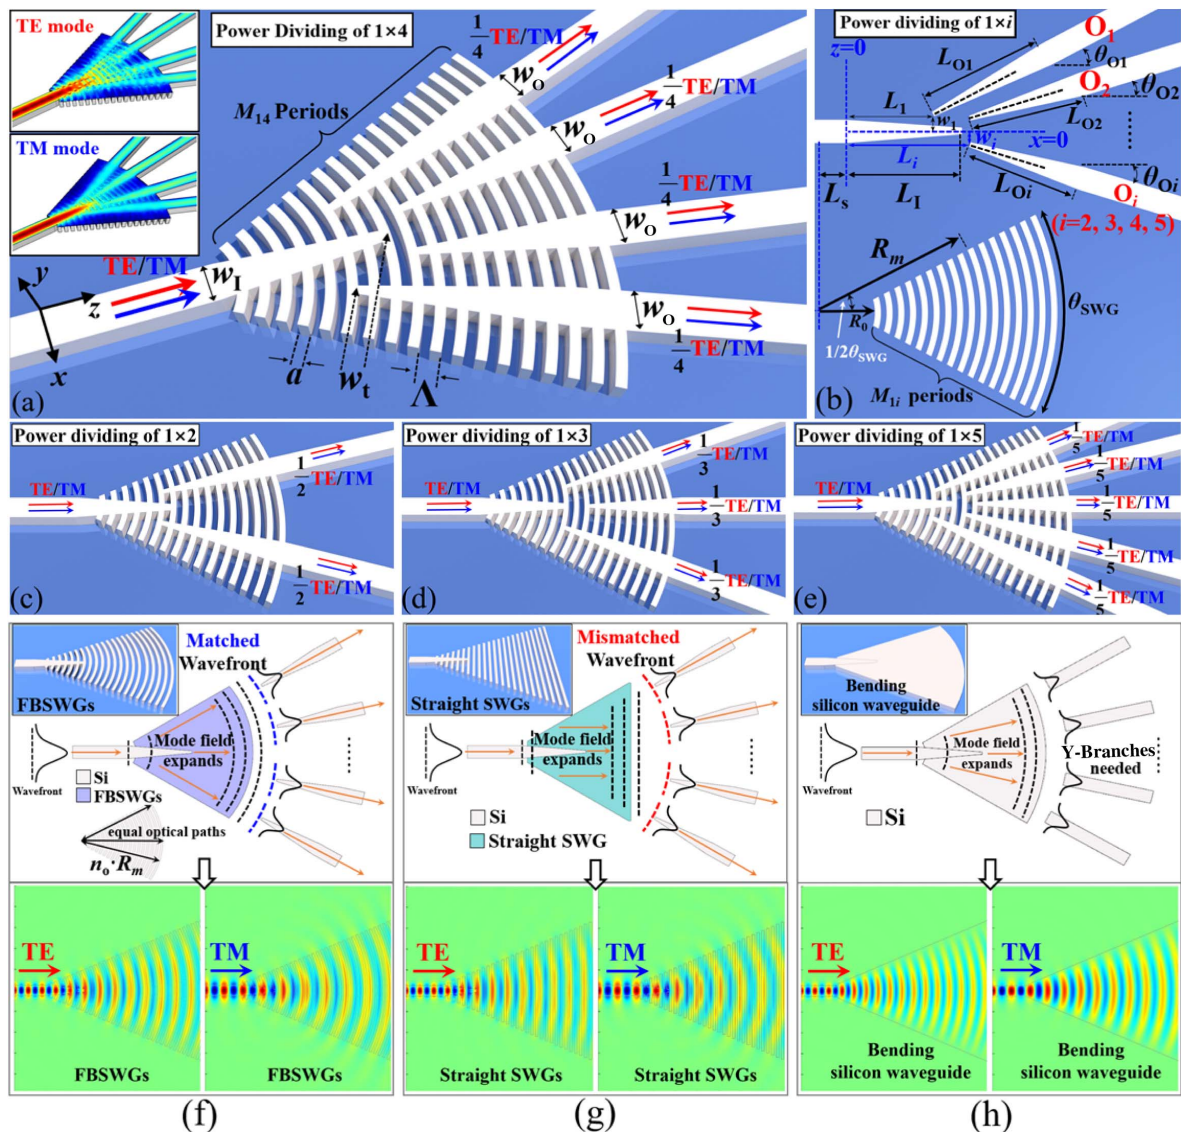 TE mode
TM mode
Power Dividing of 1×4
M14 Periods
1/4 TE/TM
wO
1/4 TE/TM
wO
1/4 TE/TM
wO
TE/TM
wI
y
z
x
wO
1/4 TE/TM
a
wt
Λ
(a)
Power dividing of 1×i
z=0
O1
LO1
θO1
O2
θO2
L1
w1
LO2
wi
x=0
Li
LOi
θOi
Ls
LI
Oi
(i=2, 3, 4, 5)
Rm
R0
θSWG
1/2θSWG
M1i periods
(b)
Power dividing of 1×2
TE/TM
1/2 TE/TM
1/2 TE/TM
(c)
Power dividing of 1×3
TE/TM
1/3 TE/TM
1/3 TE/TM
1/3 TE/TM
(d)
Power dividing of 1×5
TE/TM
1/5 TE/TM
1/5 TE/TM
1/5 TE/TM
1/5 TE/TM
1/5 TE/TM
(e)
FBSWGs
Matched
Wavefront
Mode field
expands
Wavefront
Si
FBSWGs
equal optical paths
no·Rm
TE
FBSWGs
TM
FBSWGs
(f)
Straight SWGs
Mismatched
Wavefront
Mode field
expands
Wavefront
Si
Straight SWG
TE
Straight SWGs
TM
Straight SWGs
(g)
Bending
silicon waveguide
Mode field
expands
Y-Branches
needed
Wavefront
Si
TE
Bending
silicon waveguide
TM
Bending
silicon waveguide
(h)